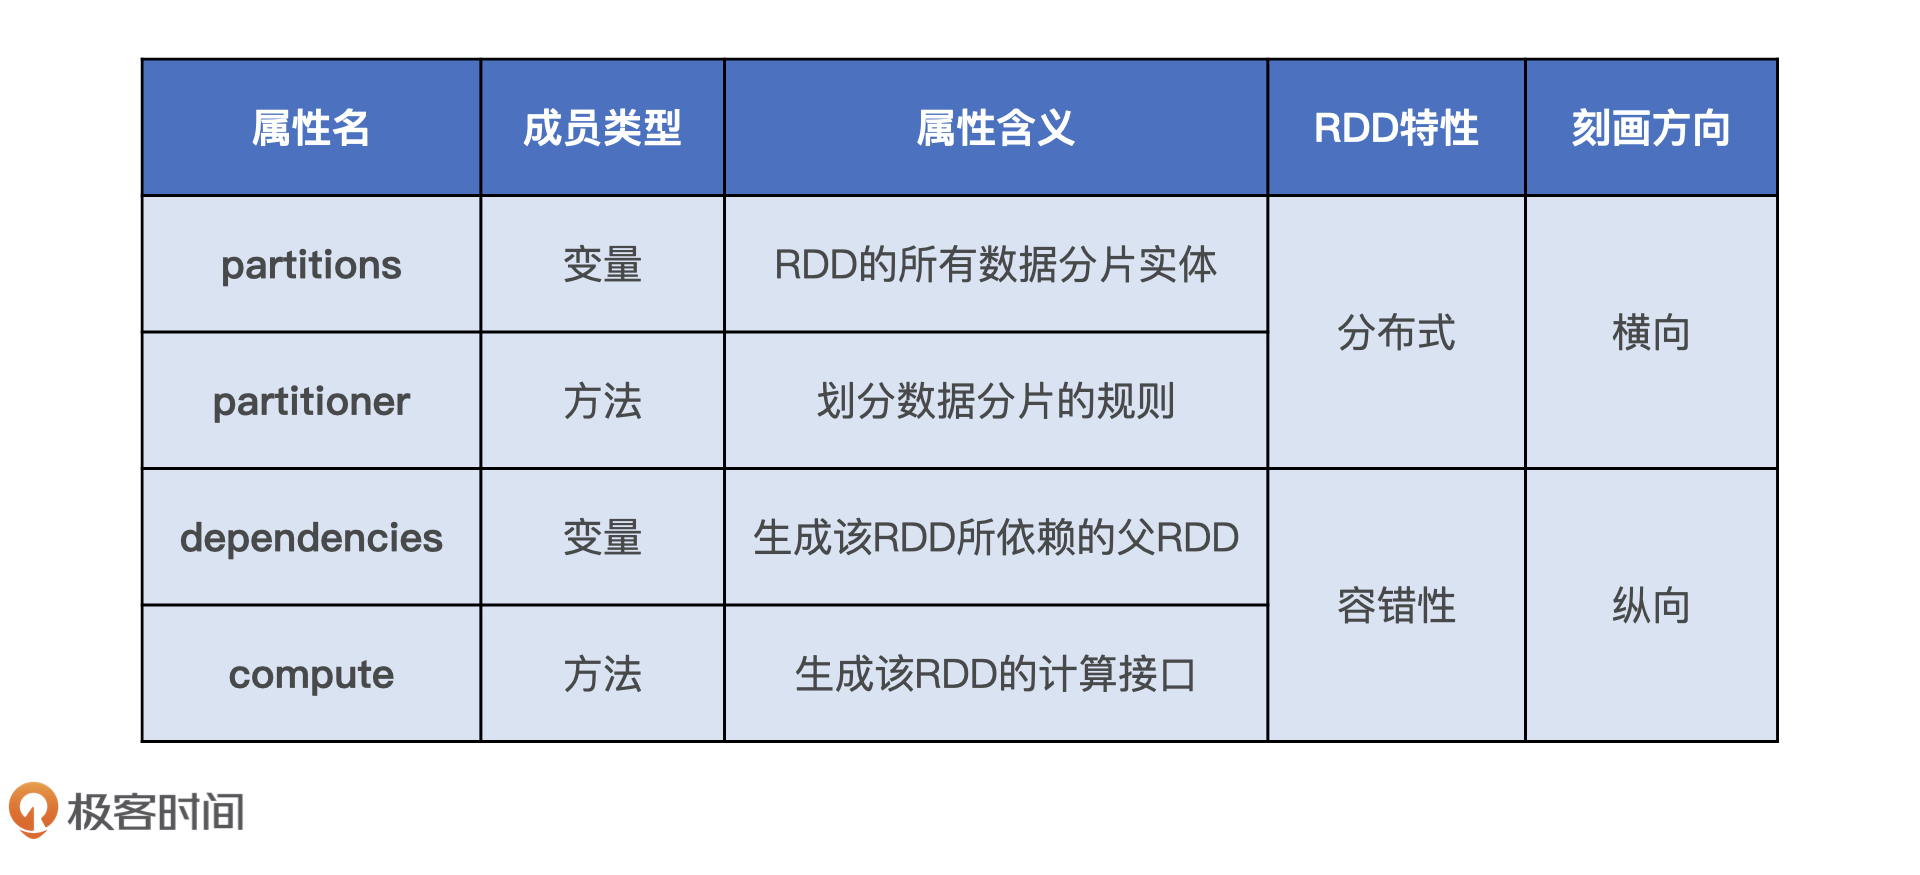 属性名 成员类型 属性含义 RDD特性 刻画方向
partitions 变量 RDD的所有数据分片实体
分布式 横向
partitioner 方法 划分数据分片的规则
dependencies 变量 生成该RDD所依赖的父RDD
容错性 纵向
compute 方法 生成该RDD的计算接口
极客时间